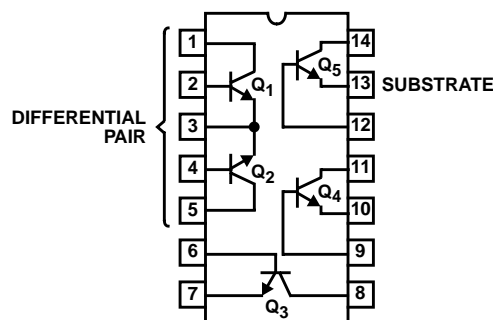 1
2
3
4
5
6
7
14
13
12
11
10
9
8
DIFFERENTIAL
PAIR
SUBSTRATE
Q1
Q2
Q3
Q4
Q5